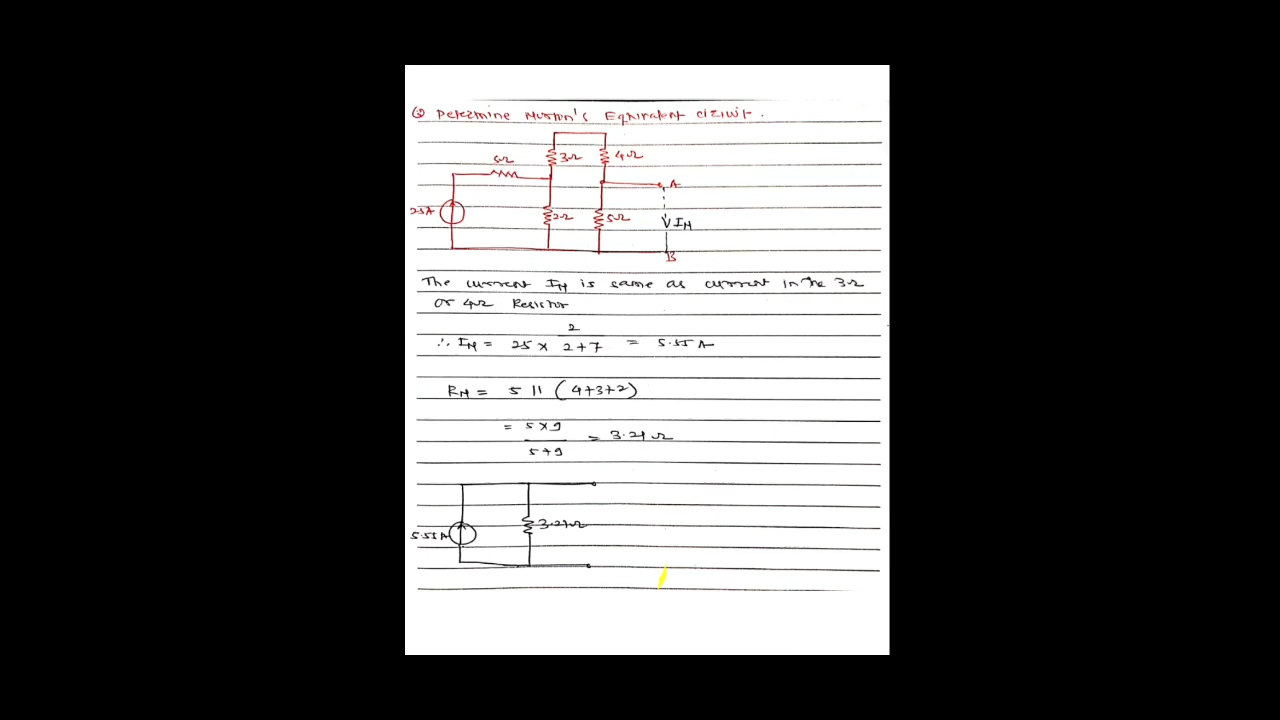 Q Determine Norton's Equivalent circuit.
6Ω
3Ω
4Ω
A
25A
2Ω
5Ω
IN
B
The current IN is same as current in the 3Ω
or 4Ω Resistor
∴ IN = 25 × 2 / 2+7 = 5.55 A
RN = 5 || (4+3+2)
= 5×9 / 5+9 = 3.21 Ω
5.55A
3.21Ω